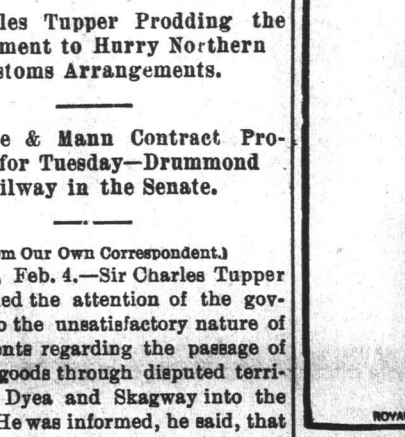 les Tupper Prodding the
ment to Hurry Northern
stoms Arrangements.
e & Mann Contract Pro-
for Tuesday—Drummond
ilway in the Senate.
m Our Own Correspondent.)
, Feb. 4.—Sir Charles Tupper
ed the attention of the gov-
o the unsatisfactory nature of
nts regarding the passage of
goods through disputed terri-
Dyea and Skagway into the
He was informed, he said, that
ROYA